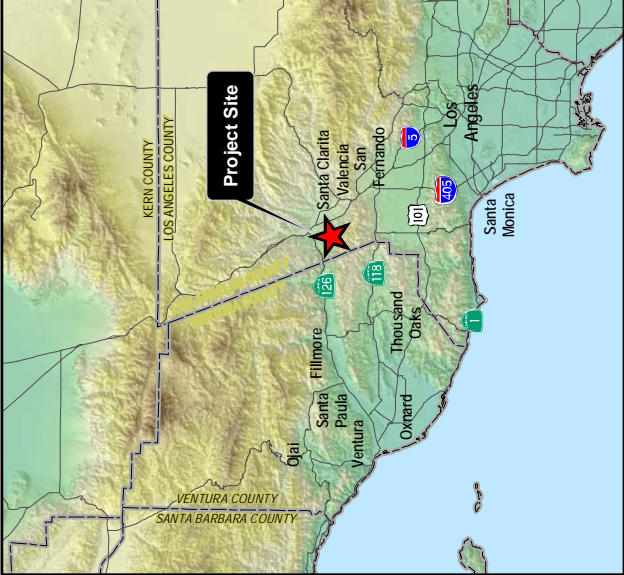 KERN COUNTY
LOS ANGELES COUNTY
Project Site
Santa Clarita
Valencia
San
Fernando
5
Los
Angeles
405
101
Santa
Monica
126
118
Thousand
Oaks
1
Fillmore
Santa
Paula
Ventura
Oxnard
Ojai
VENTURA COUNTY
SANTA BARBARA COUNTY